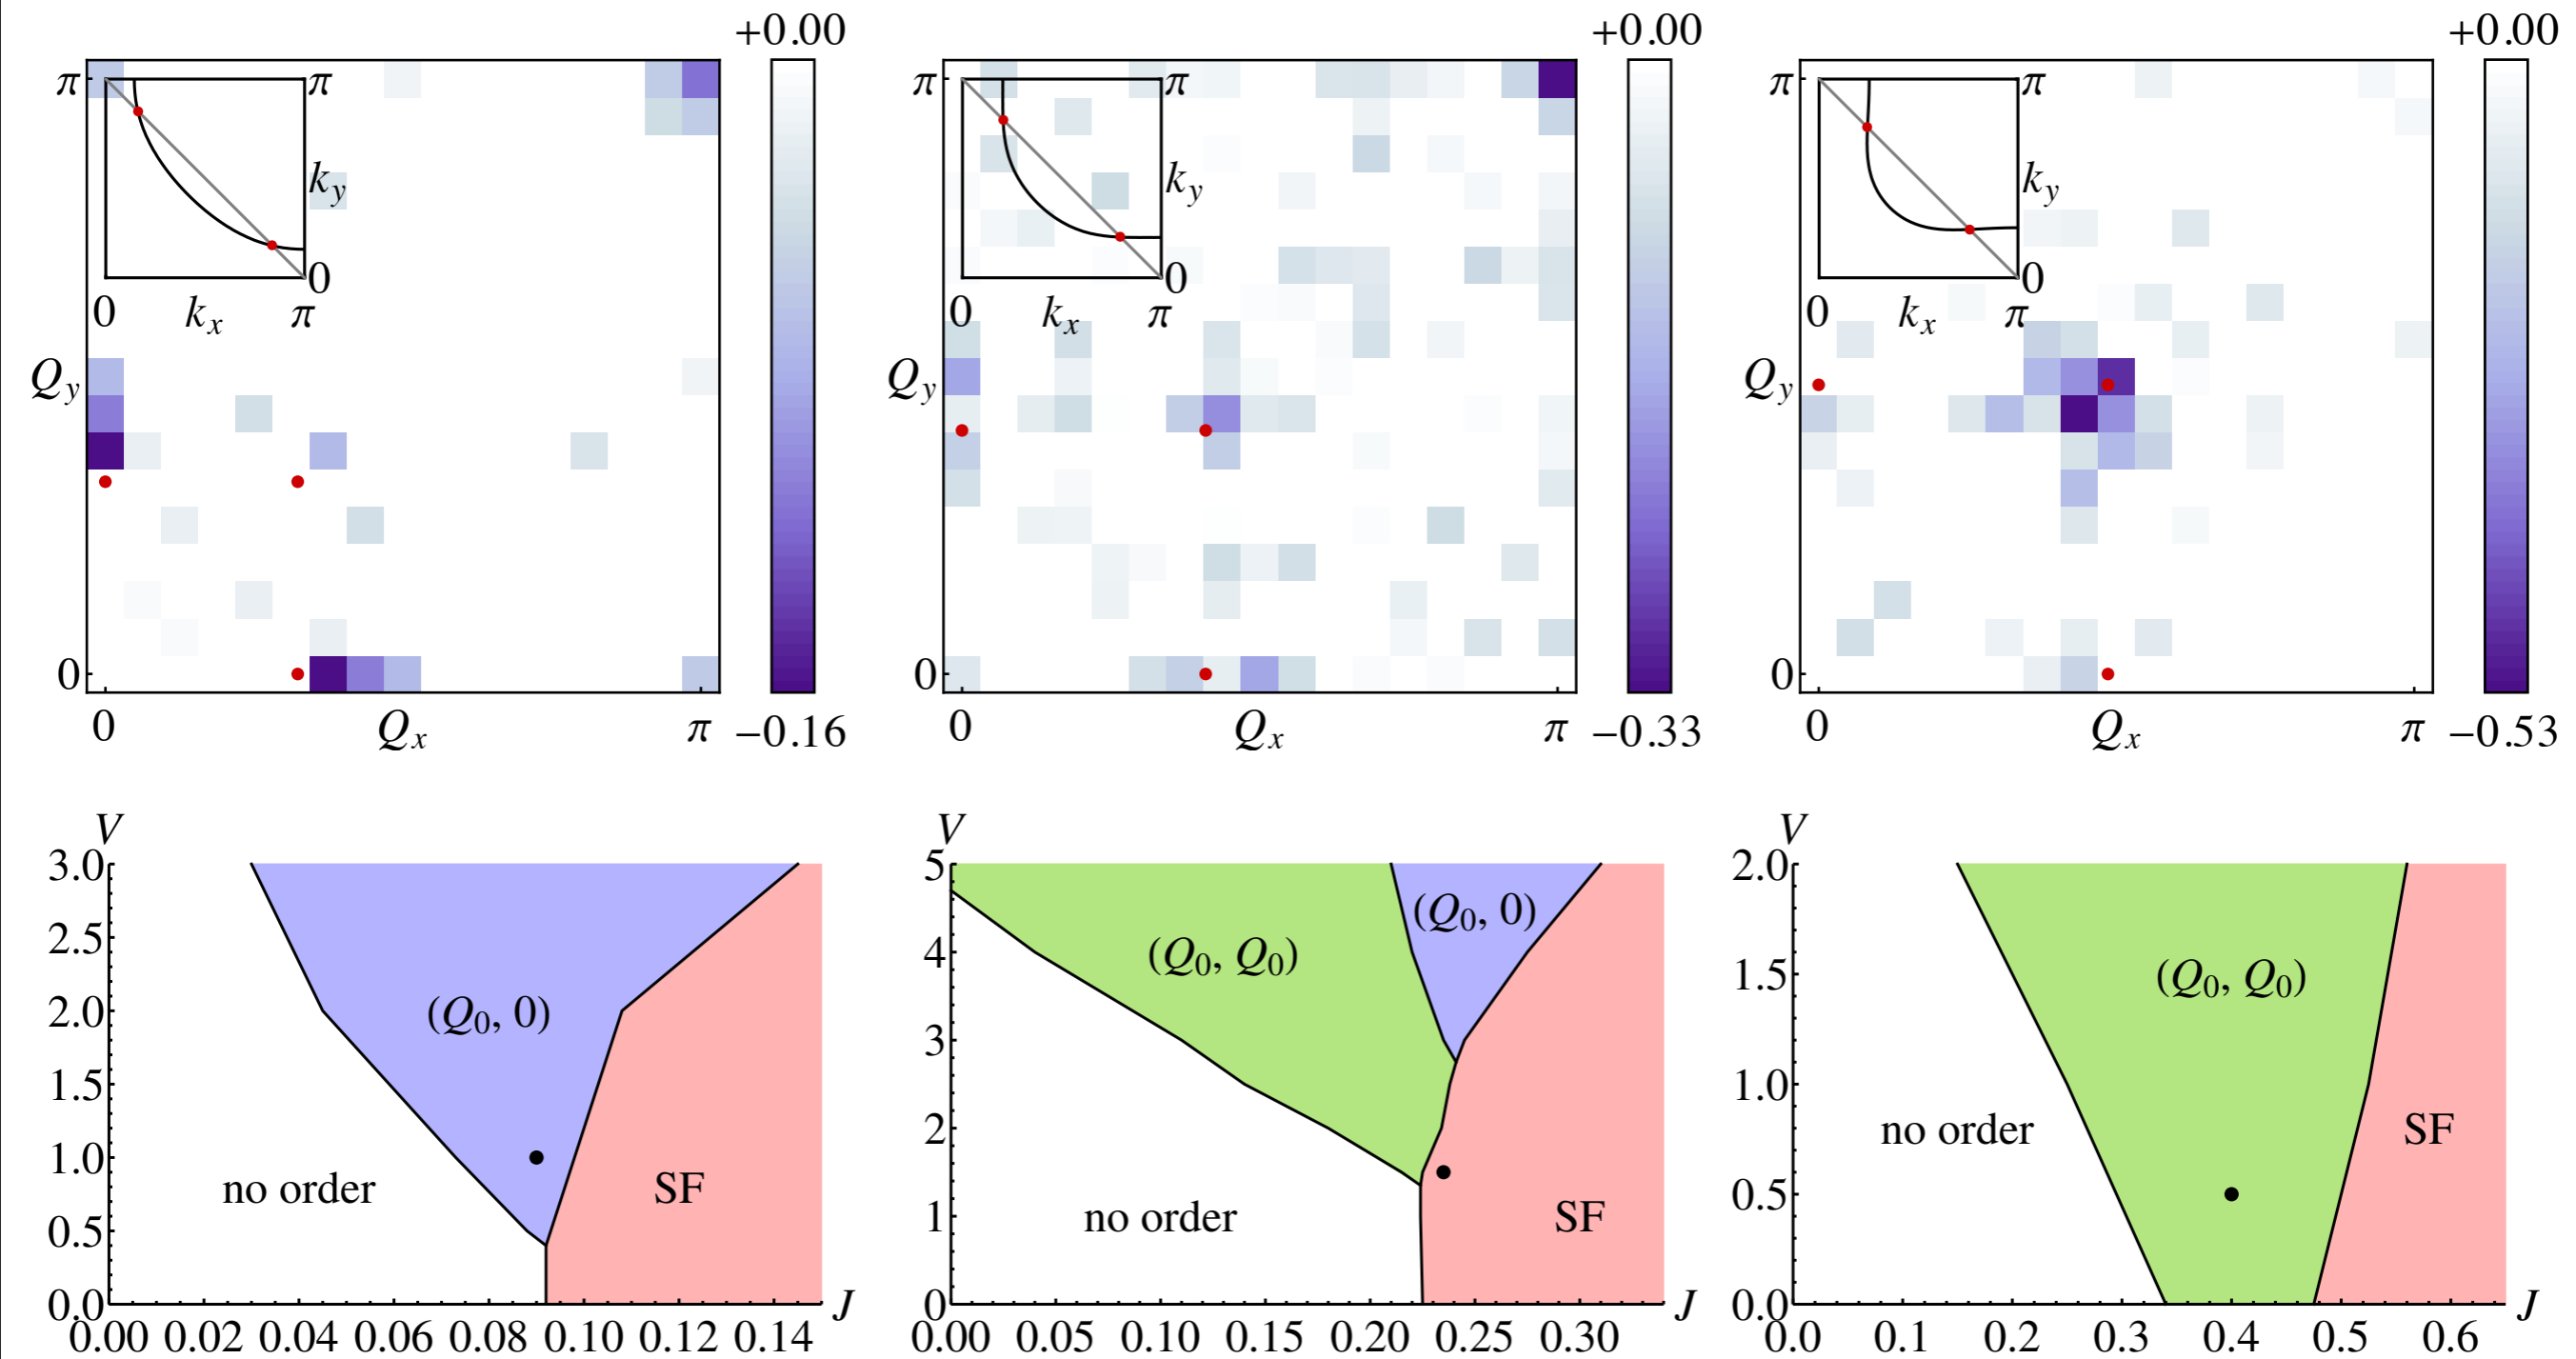 +0.00 +0.00 +0.00
π π π π π π
k_y k_y k_y
0 0 0
0 k_x π 0 k_x π 0 k_x π
Q_y Q_y Q_y
0 0 0
0 Q_x π −0.16 0 Q_x π −0.33 0 Q_x π −0.53
V V V
3.0 5 2.0
(Q_0, 0)
2.5 4 (Q_0, Q_0) (Q_0, Q_0)
2.0 (Q_0, 0) 3 1.5
1.5 1.0
1.0 no order SF 2 no order SF
no order SF 0.5
0.5 1
0.0 J 0 J 0.0 J
0.00 0.02 0.04 0.06 0.08 0.10 0.12 0.14 0.00 0.05 0.10 0.15 0.20 0.25 0.30 0.0 0.1 0.2 0.3 0.4 0.5 0.6